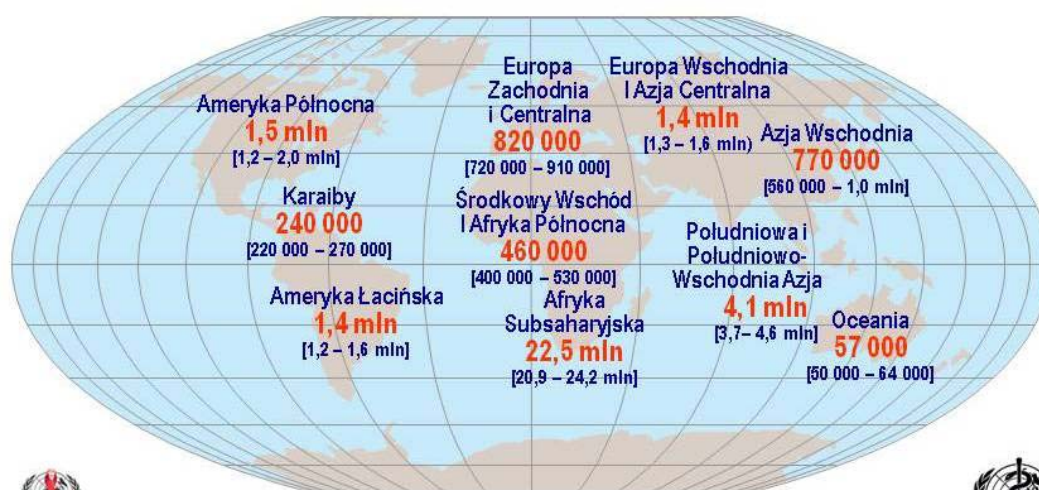 Ameryka Północna
1,5 mln
[1,2 – 2,0 mln]
Europa
Zachodnia
i Centralna
820 000
[720 000 – 910 000]
Europa Wschodnia
I Azja Centralna
1,4 mln
[1,3 – 1,6 mln)
Azja Wschodnia
770 000
[560 000 – 1,0 mln]
Karaiby
240 000
[220 000 – 270 000]
Środkowy Wschód
I Afryka Północna
460 000
[400 000 – 530 000]
Południowa i
Południowo-
Wschodnia Azja
4,1 mln
[3,7– 4,6 mln]
Ameryka Łacińska
1,4 mln
[1,2 – 1,6 mln]
Afryka
Subsaharyjska
22,5 mln
[20,9 – 24,2 mln]
Oceania
57 000
[50 000 – 64 000]